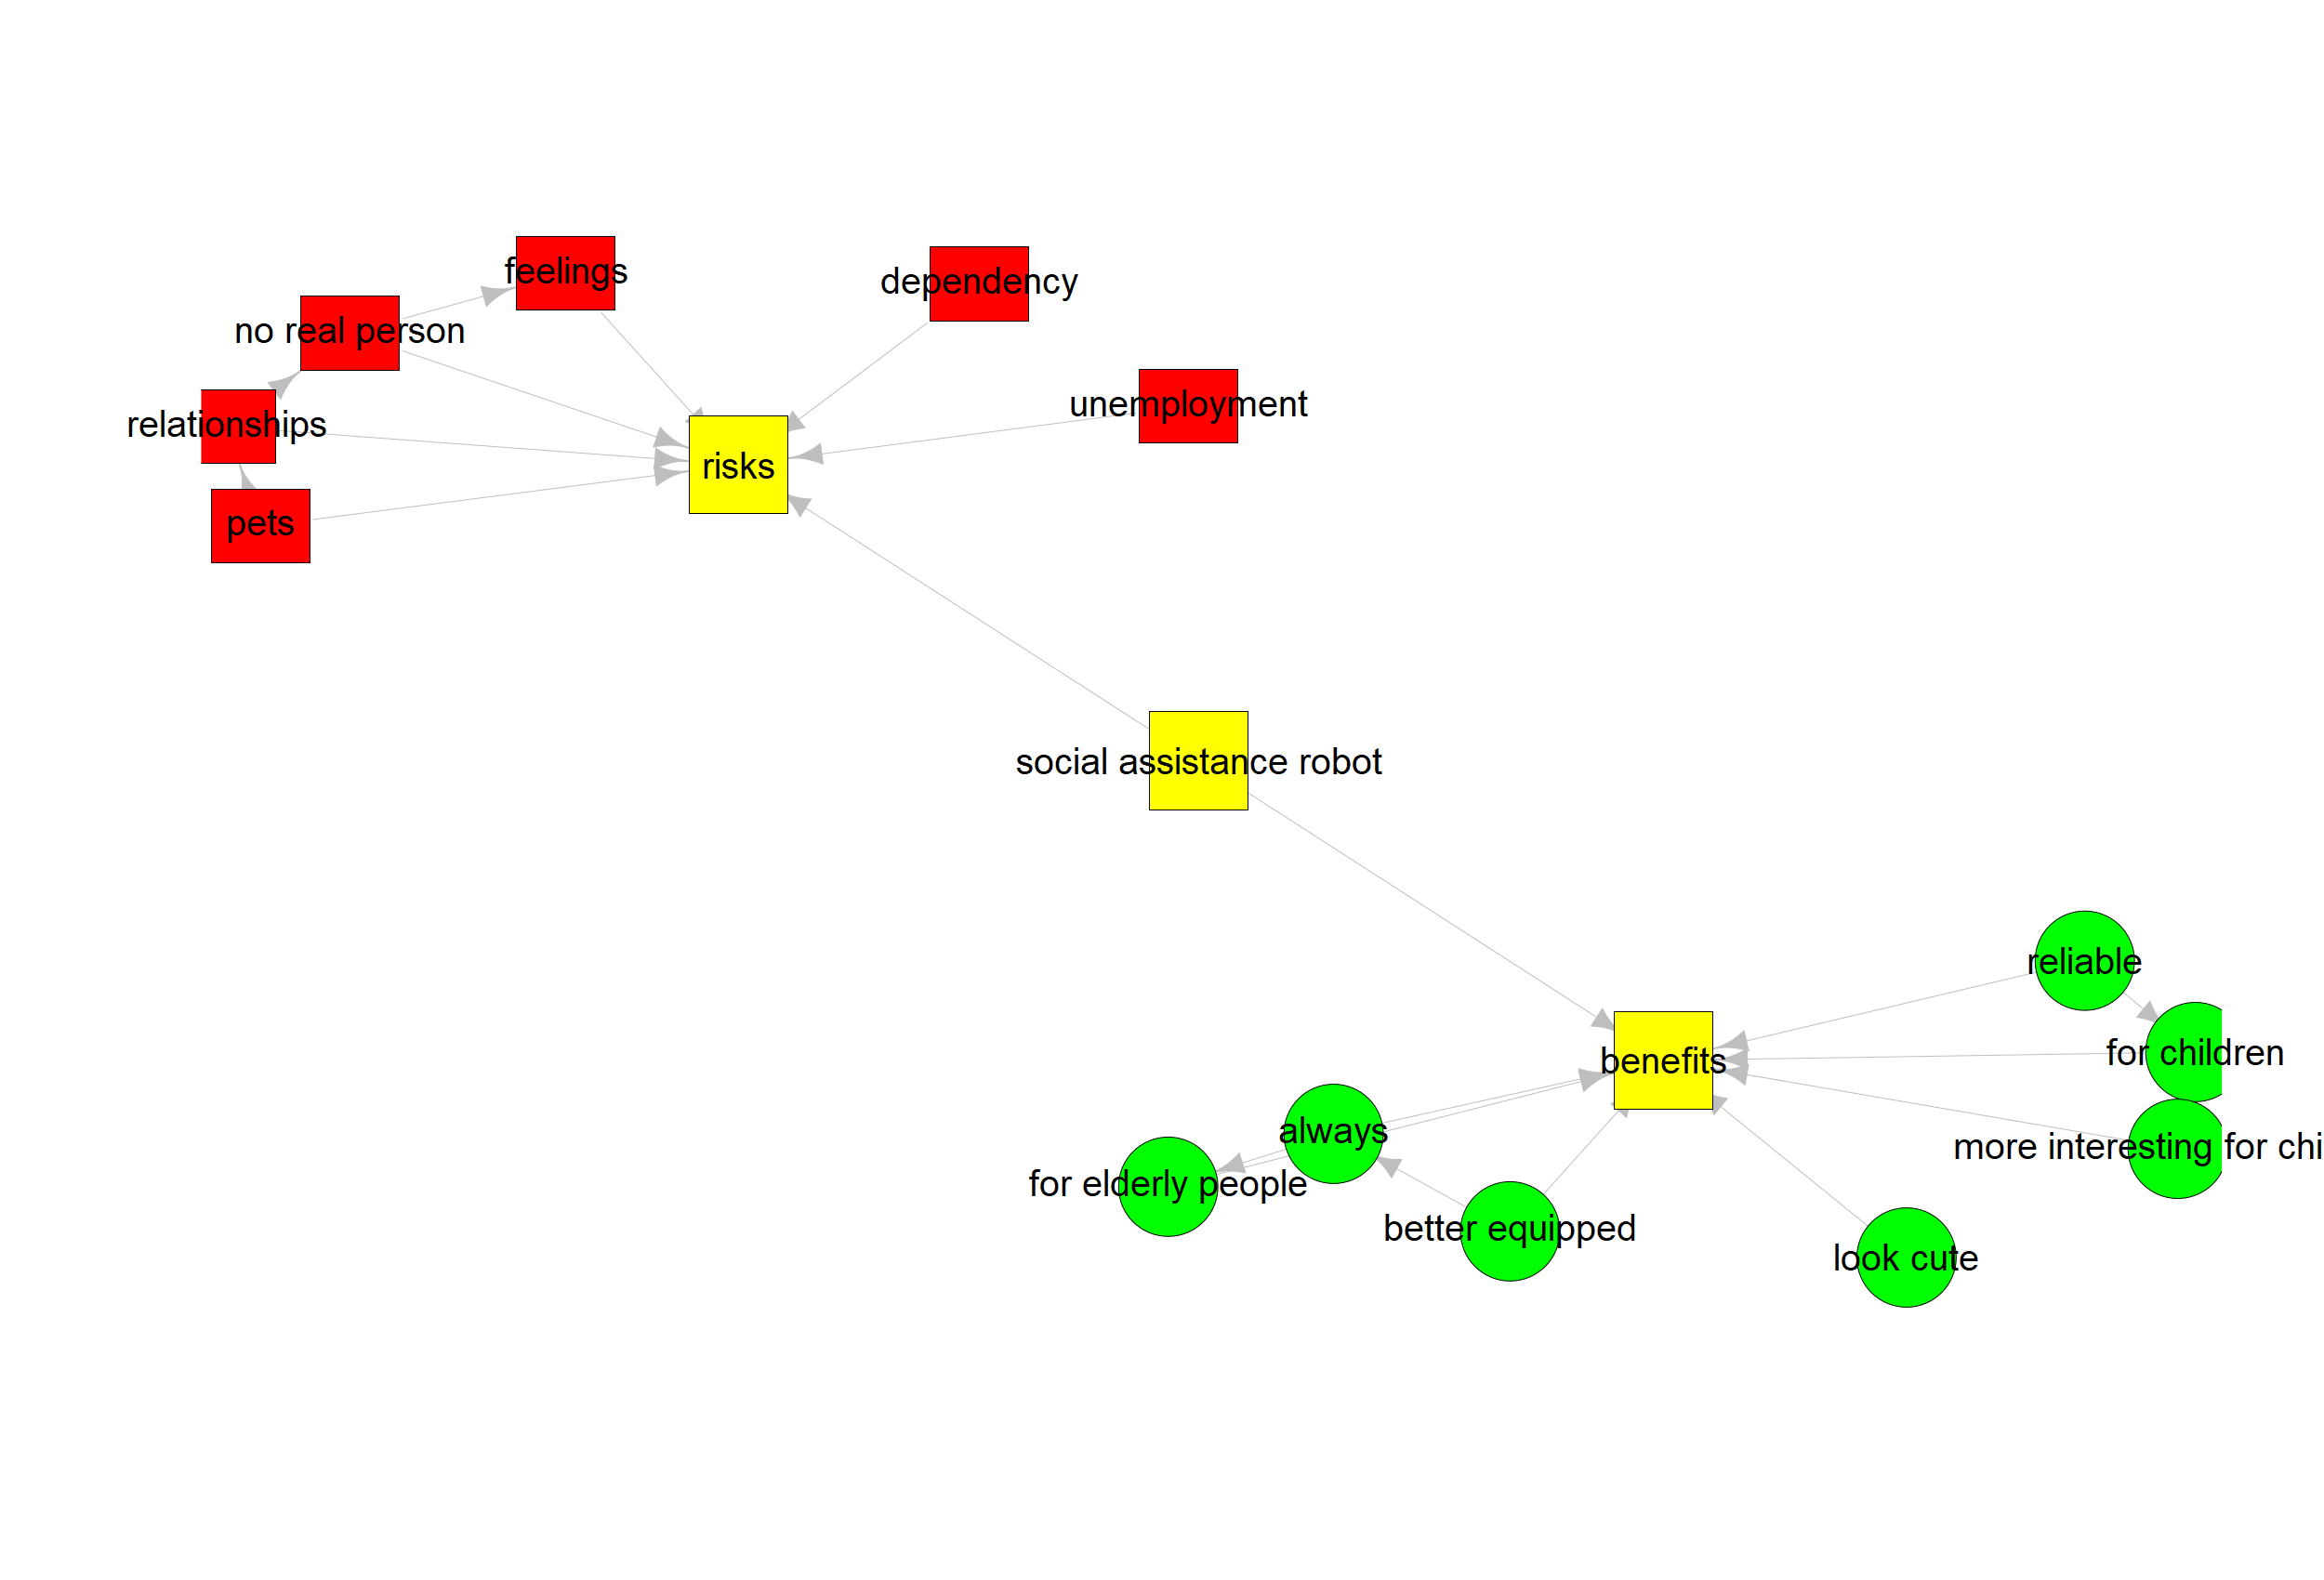 feelings
dependency
no real person
unemployment
relationships
risks
pets
social assistance robot
reliable
for children
benefits
always
more interesting for chi
for elderly people
better equipped
look cute